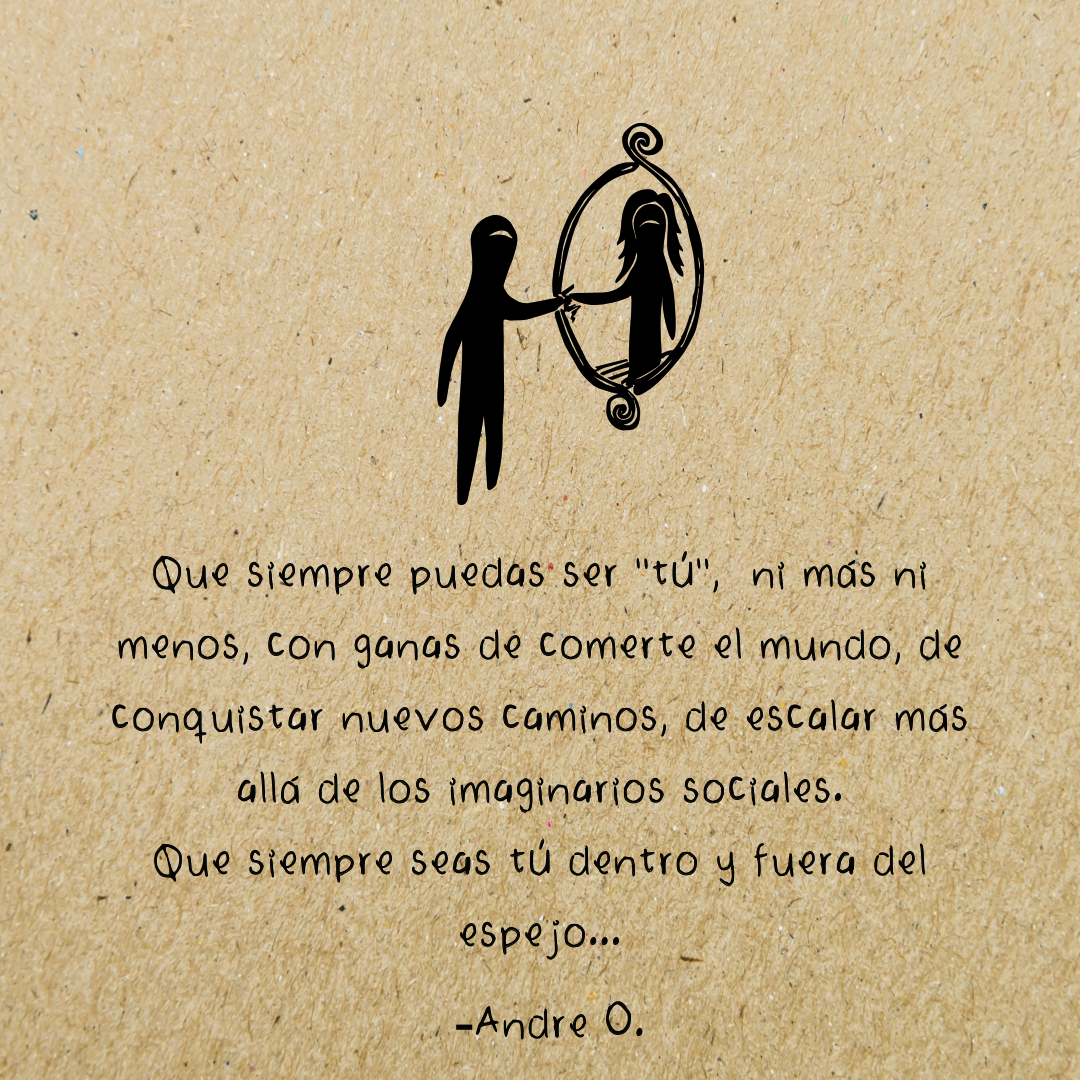 Que siempre puedas ser "tú", ni más ni
menos, con ganas de comerte el mundo, de
conquistar nuevos caminos, de escalar más
allá de los imaginarios sociales.
Que siempre seas tú dentro y fuera del
espejo...
-Andre O.